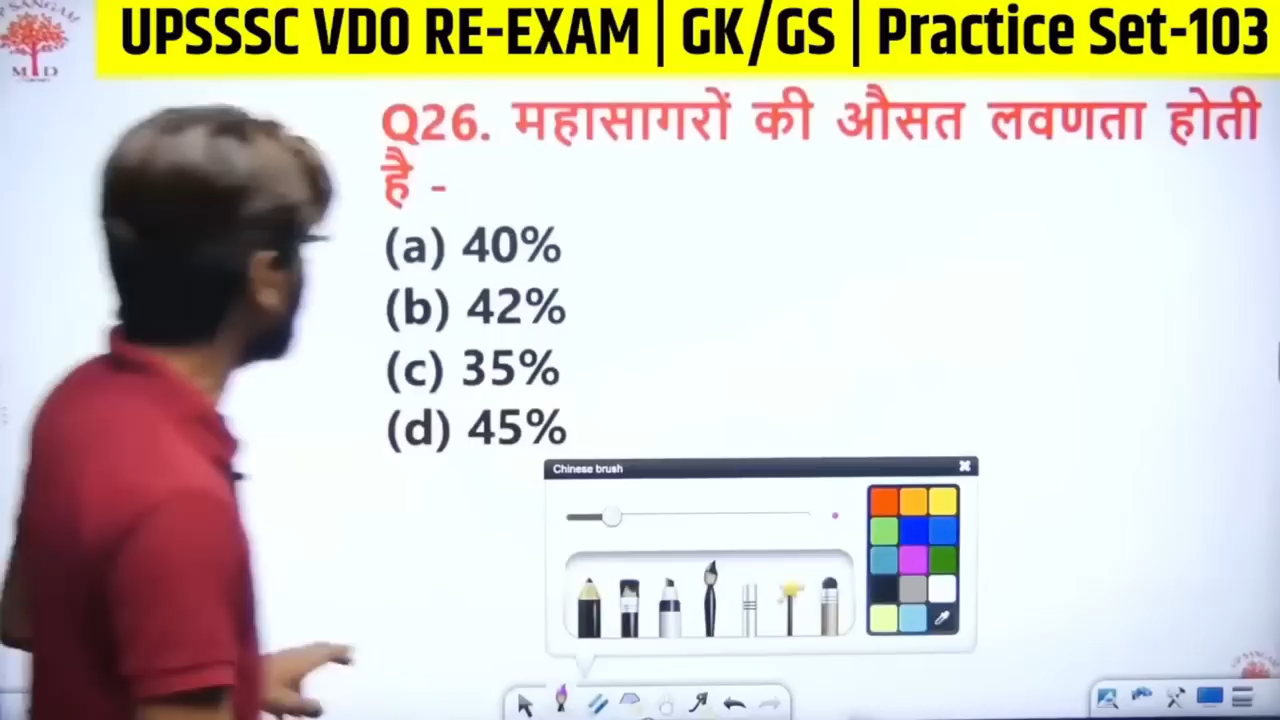 UPSSSC VDO RE-EXAM | GK/GS | Practice Set-103
Q26. महासागरों की औसत लवणता होती
है -
(a) 40%
(b) 42%
(c) 35%
(d) 45%
Chinese brush